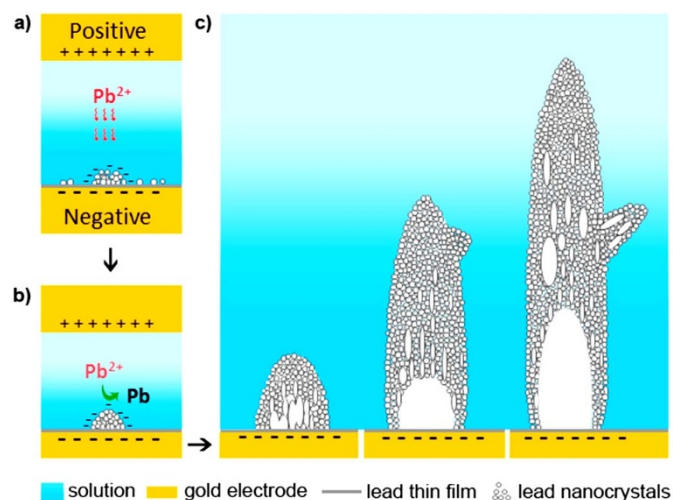 a)
Positive
+ + + + + + +
Pb²⁺
Negative
b)
+ + + + + + +
Pb²⁺
Pb
c)
solution
gold electrode
lead thin film
lead nanocrystals